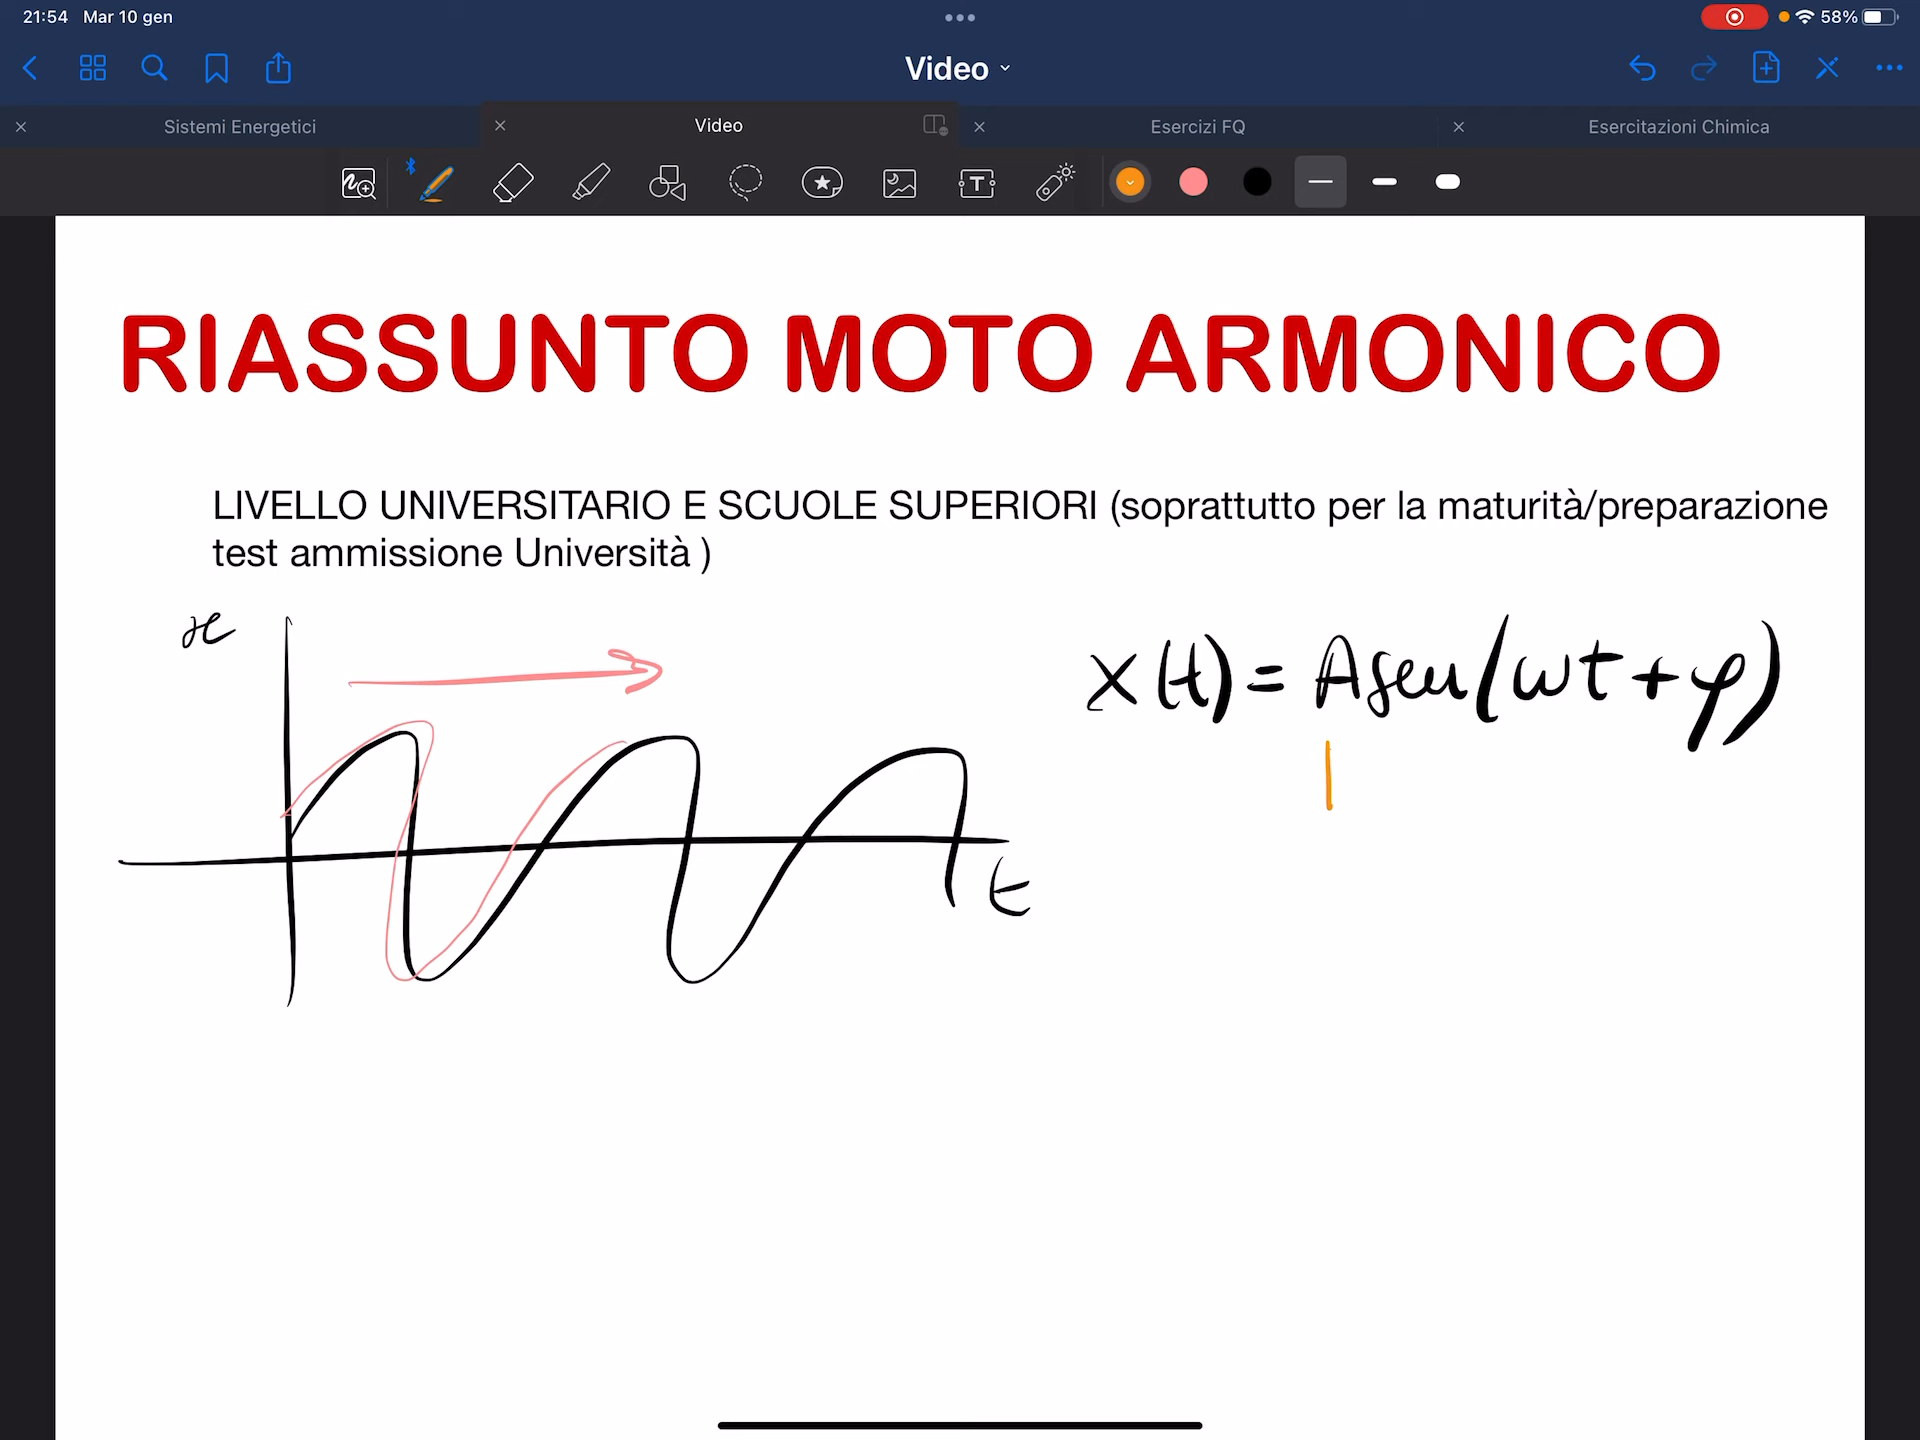 21:54 Mar 10 gen
58%
Video
Sistemi Energetici
Video
Esercizi FQ
Esercitazioni Chimica
T
RIASSUNTO MOTO ARMONICO
LIVELLO UNIVERSITARIO E SCUOLE SUPERIORI (soprattutto per la maturità/preparazione
test ammissione Università )
x
x(t) = A sen(ωt + φ)
t